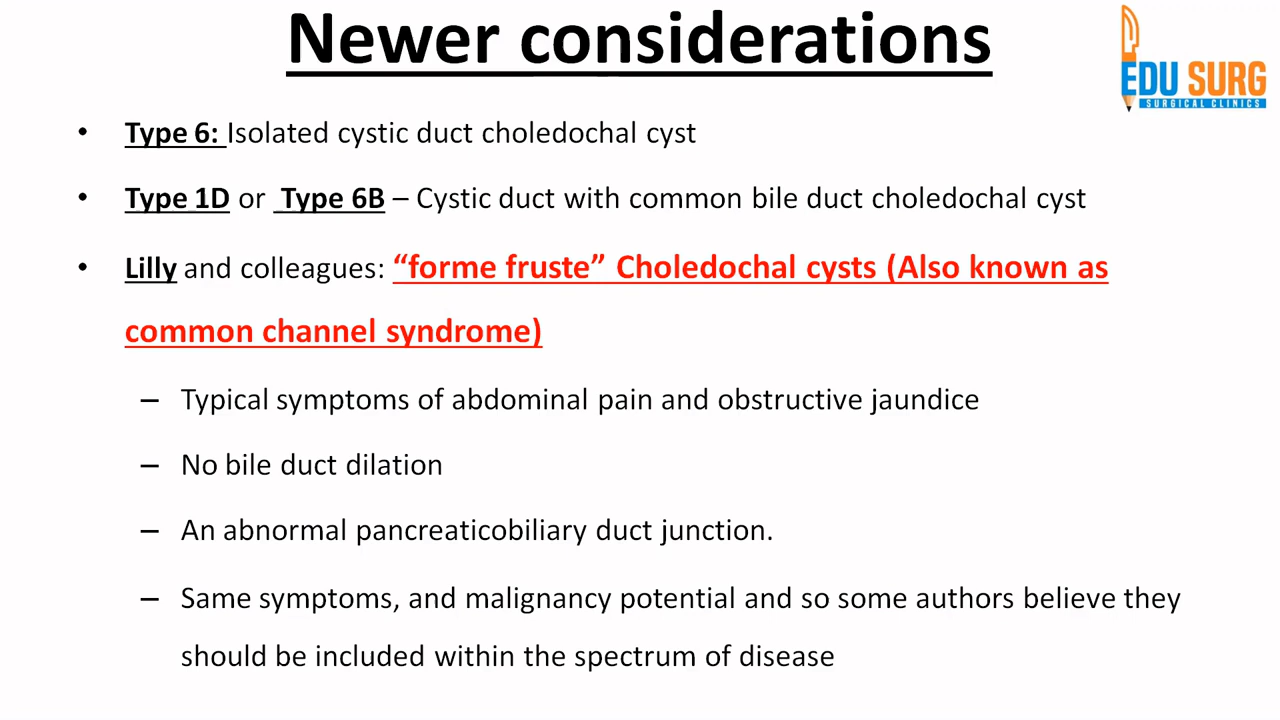 Newer considerations
EDU SURG
SURGICAL CLINICS
• Type 6: Isolated cystic duct choledochal cyst
• Type 1D or Type 6B – Cystic duct with common bile duct choledochal cyst
• Lilly and colleagues: “forme fruste” Choledochal cysts (Also known as
common channel syndrome)
– Typical symptoms of abdominal pain and obstructive jaundice
– No bile duct dilation
– An abnormal pancreaticobiliary duct junction.
– Same symptoms, and malignancy potential and so some authors believe they
should be included within the spectrum of disease